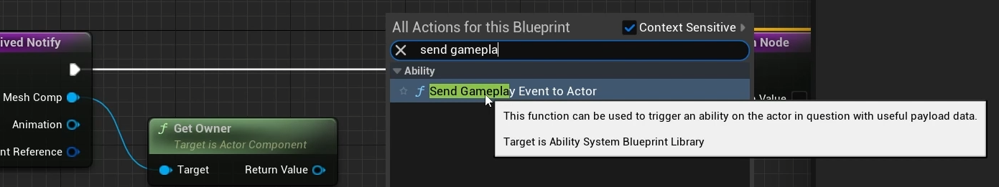 ived Notify
Mesh Comp
Animation
nt Reference
Get Owner
Target is Actor Component
Target
Return Value
All Actions for this Blueprint
Context Sensitive
send gamepla
Ability
Send Gameplay Event to Actor
This function can be used to trigger an ability on the actor in question with useful payload data.
Target is Ability System Blueprint Library
Node
Value